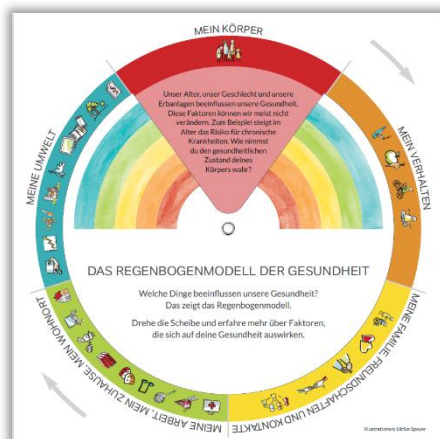 MEIN KÖRPER
Unser Alter, unser Geschlecht und unsere
Erbanlagen beeinflussen unsere Gesundheit.
Diese Faktoren können wir meist nicht
verändern. Zum Beispiel steigt im
Alter das Risiko für chronische
Krankheiten. Wie nimmst
du den gesundheitlichen
Zustand deines
Körpers wahr?
MEIN VERHALTEN
MEINE FAMILIE, FREUNDSCHAFTEN UND KONTAKTE
MEINE ARBEIT, MEIN ZUHAUSE, MEIN WOHNORT
MEINE UMWELT
DAS REGENBOGENMODELL DER GESUNDHEIT
Welche Dinge beeinflussen unsere Gesundheit?
Das zeigt das Regenbogenmodell.
Drehe die Scheibe und erfahre mehr über Faktoren,
die sich auf deine Gesundheit auswirken.
Illustrationen: Ulrike Speyer